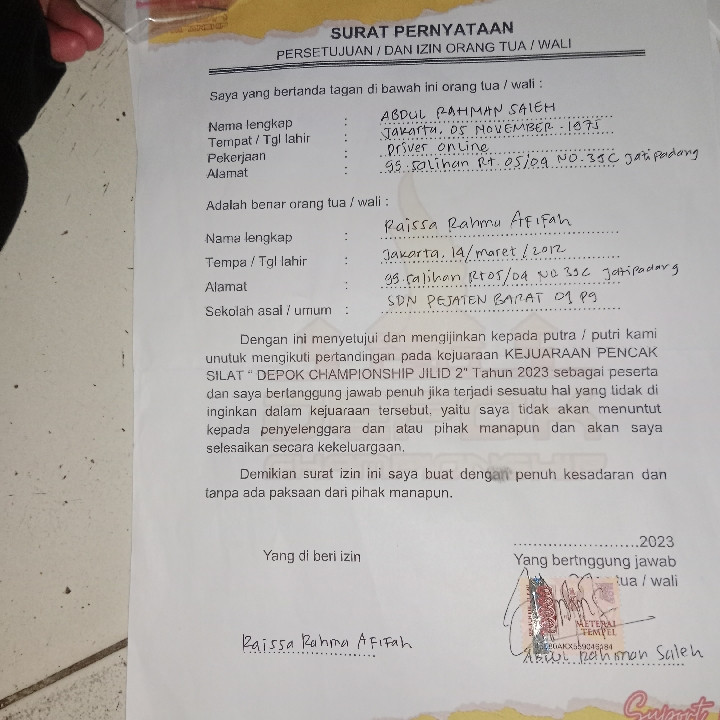 SURAT PERNYATAAN
PERSETUJUAN / DAN IZIN ORANG TUA / WALI
Saya yang bertanda tagan di bawah ini orang tua / wali :
Nama lengkap : ABDUL RAHMAN SALEH
Tempat / Tgl lahir : Jakarta, 05 NOVEMBER - 1975
Pekerjaan : Driver online
Alamat : gg. salihan Rt. 05/09 NO. 39C Jatipadang
Adalah benar orang tua / wali :
Nama lengkap : Raissa Rahma AFIFah
Tempa / Tgl lahir : Jakarta, 14/maret/2012
Alamat : gg. salihan Rt05/09 NO 39C Jatipadang
Sekolah asal / umum : SDN PEJATEN BARAT 01 pg
Dengan ini menyetujui dan mengijinkan kepada putra / putri kami
unutuk mengikuti pertandingan pada kejuaraan KEJUARAAN PENCAK
SILAT “ DEPOK CHAMPIONSHIP JILID 2” Tahun 2023 sebagai peserta
dan saya bertanggung jawab penuh jika terjadi sesuatu hal yang tidak di
inginkan dalam kejuaraan tersebut, yaitu saya tidak akan menuntut
kepada penyelenggara dan atau pihak manapun dan akan saya
selesaikan secara kekeluargaan.
Demikian surat izin ini saya buat dengan penuh kesadaran dan
tanpa ada paksaan dari pihak manapun.
........................2023
Yang di beri izin
Yang bertnggung jawab
tua / wali
METERAI
TEMPEL
Raissa Rahma AFIFah
Abdul Rahman Saleh